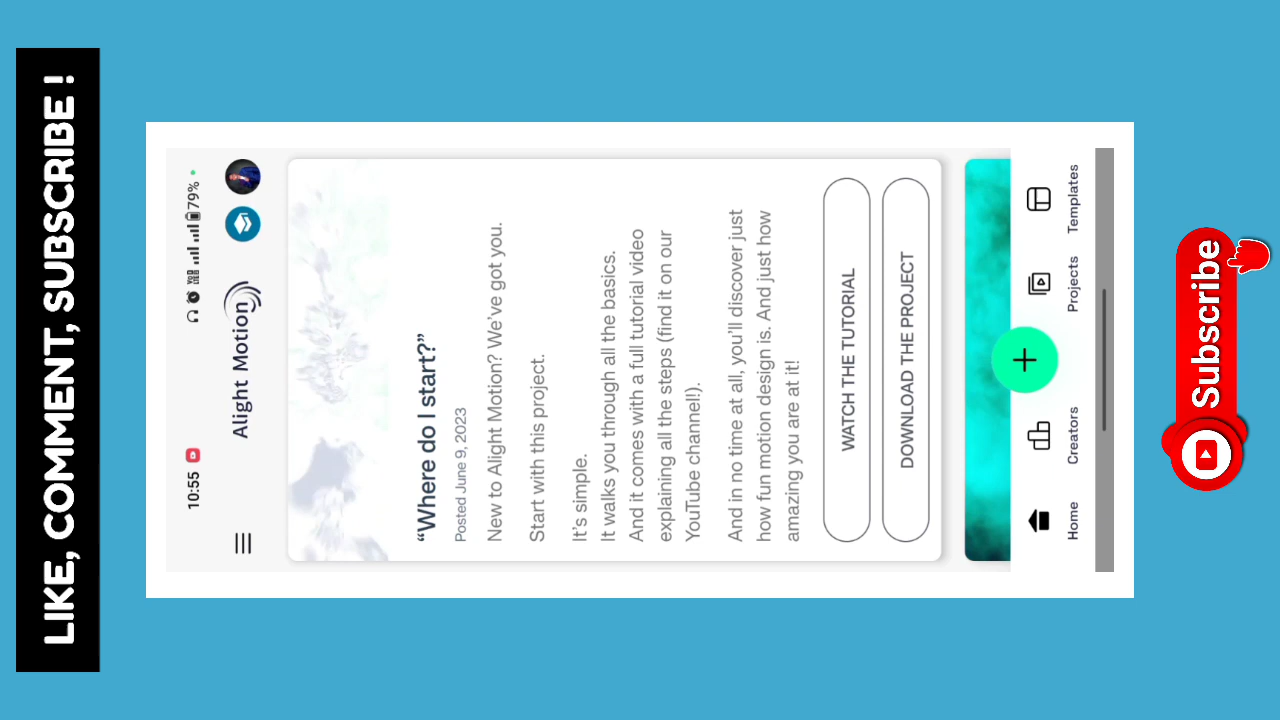 LIKE, COMMENT, SUBSCRIBE !
10:55
79%
Alight Motion
“Where do I start?”
Posted June 9, 2023
New to Alight Motion? We’ve got you.
Start with this project.
It’s simple.
It walks you through all the basics.
And it comes with a full tutorial video
explaining all the steps (find it on our
YouTube channel!).
And in no time at all, you’ll discover just
how fun motion design is. And just how
amazing you are at it!
WATCH THE TUTORIAL
DOWNLOAD THE PROJECT
Home
Creators
Projects
Templates
Subscribe